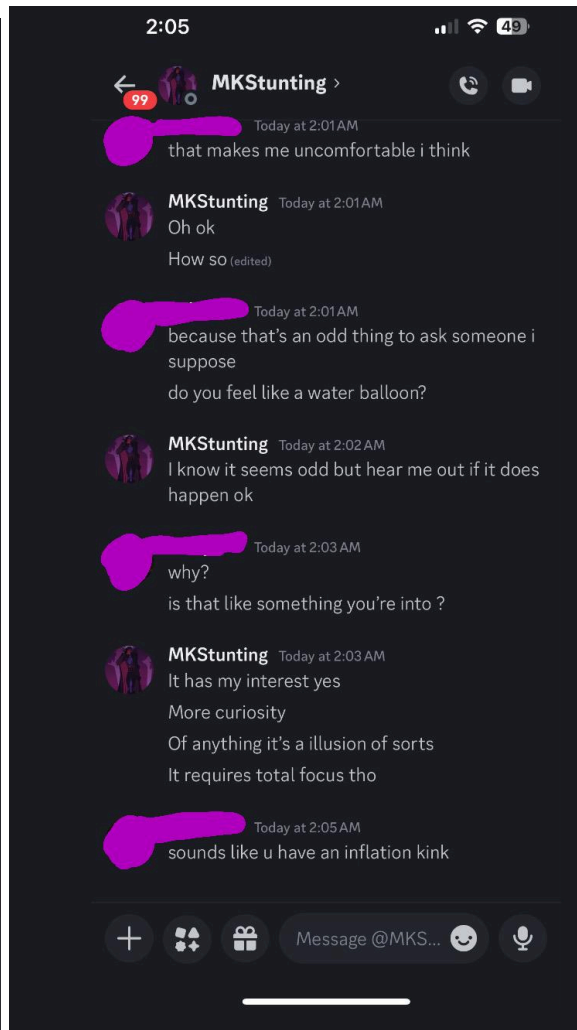 2:05
49
99
MKStunting
Today at 2:01 AM
that makes me uncomfortable i think
MKStunting Today at 2:01 AM
Oh ok
How so (edited)
Today at 2:01 AM
because that's an odd thing to ask someone i
suppose
do you feel like a water balloon?
MKStunting Today at 2:02 AM
I know it seems odd but hear me out if it does
happen ok
Today at 2:03 AM
why?
is that like something you're into ?
MKStunting Today at 2:03 AM
It has my interest yes
More curiosity
Of anything it's a illusion of sorts
It requires total focus tho
Today at 2:05 AM
sounds like u have an inflation kink
Message @MKS...